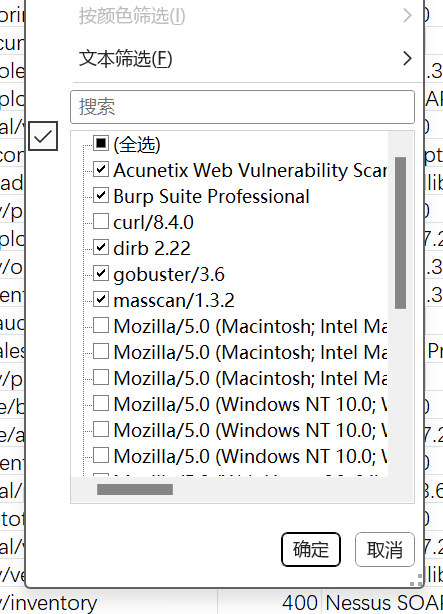 按颜色筛选(I)
文本筛选(F)
搜索
(全选)
Acunetix Web Vulnerability Scar
Burp Suite Professional
curl/8.4.0
dirb 2.22
gobuster/3.6
masscan/1.3.2
Mozilla/5.0 (Macintosh; Intel Ma
Mozilla/5.0 (Macintosh; Intel Ma
Mozilla/5.0 (Macintosh; Intel Ma
Mozilla/5.0 (Windows NT 10.0; W
Mozilla/5.0 (Windows NT 10.0; W
Mozilla/5.0 (Windows NT 10.0; W
确定 取消
/inventory 400 Nessus SOAP